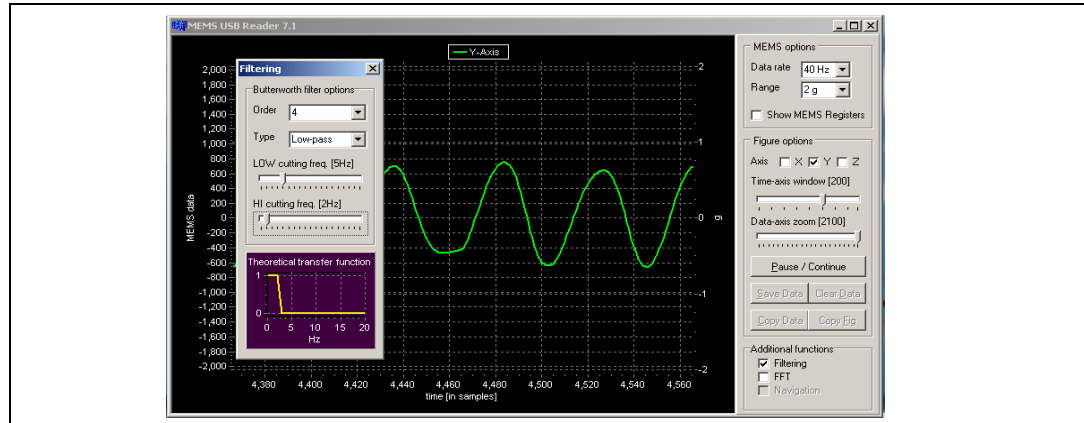 MEMS USB Reader 7.1
Y-Axis
2,000
1,800
1,600
1,400
1,200
1,000
800
600
400
200
0
-200
-400
-600
-800
-1,000
-1,200
-1,400
-1,600
-1,800
-2,000
MEMS data
4,380 4,400 4,420 4,440 4,460 4,480 4,500 4,520 4,540 4,560
time [in samples]
2
1
0
-1
-2
g
Filtering
Butterworth filter options
Order 4
Type Low-pass
LOW cutting freq. [5Hz]
HI cutting freq. [2Hz]
Theoretical transfer function
1
0
0 5 10 15 20
Hz
MEMS options
Data rate 40 Hz
Range 2 g
Show MEMS Registers
Figure options
Axis X Y Z
Time-axis window [200]
Data-axis zoom [2100]
Pause / Continue
Save Data Clear Data
Copy Data Copy Fig
Additional functions
Filtering
FFT
Navigation